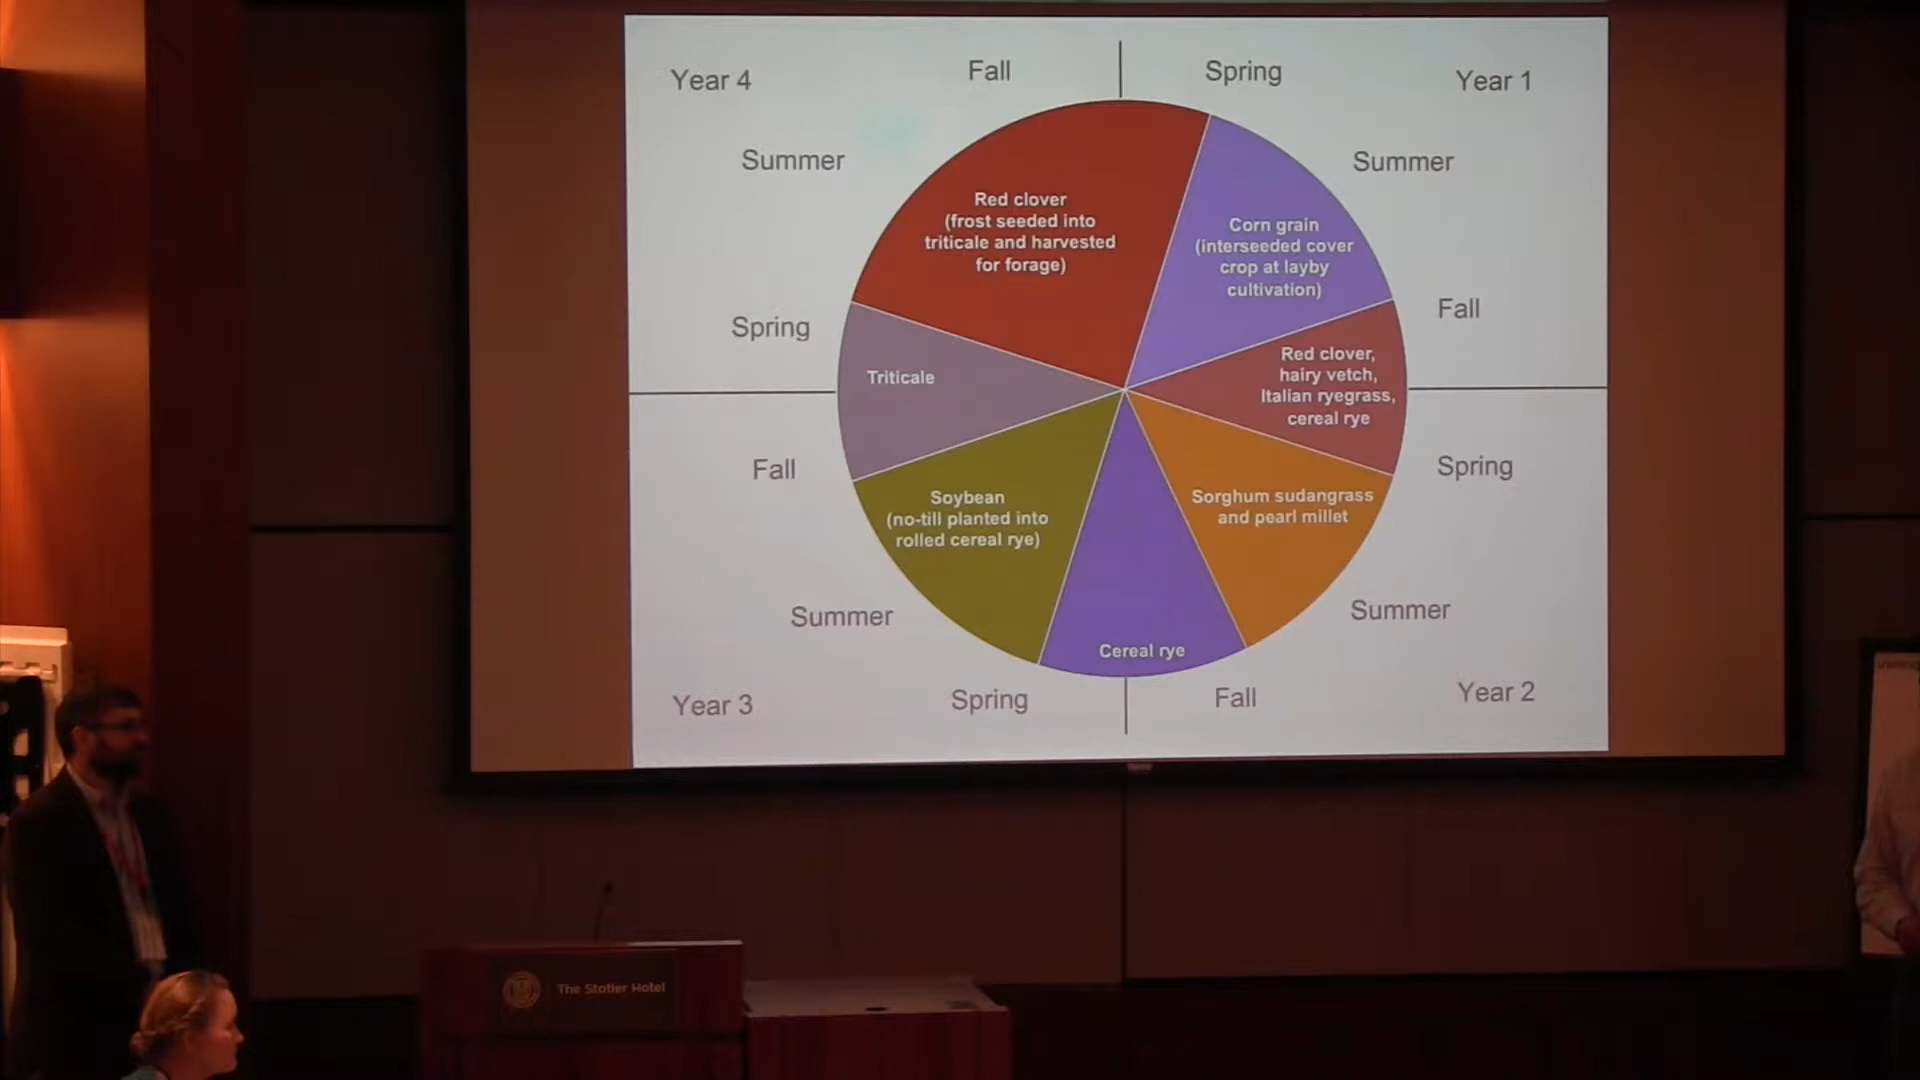 Year 4
Fall
Spring
Year 1
Summer
Summer
Red clover
(frost seeded into
triticale and harvested
for forage)
Corn grain
(interseeded cover
crop at layby
cultivation)
Spring
Fall
Triticale
Red clover,
hairy vetch,
Italian ryegrass,
cereal rye
Fall
Spring
Soybean
(no-till planted into
rolled cereal rye)
Sorghum sudangrass
and pearl millet
Summer
Summer
Cereal rye
Year 3
Spring
Fall
Year 2
The Statler Hotel